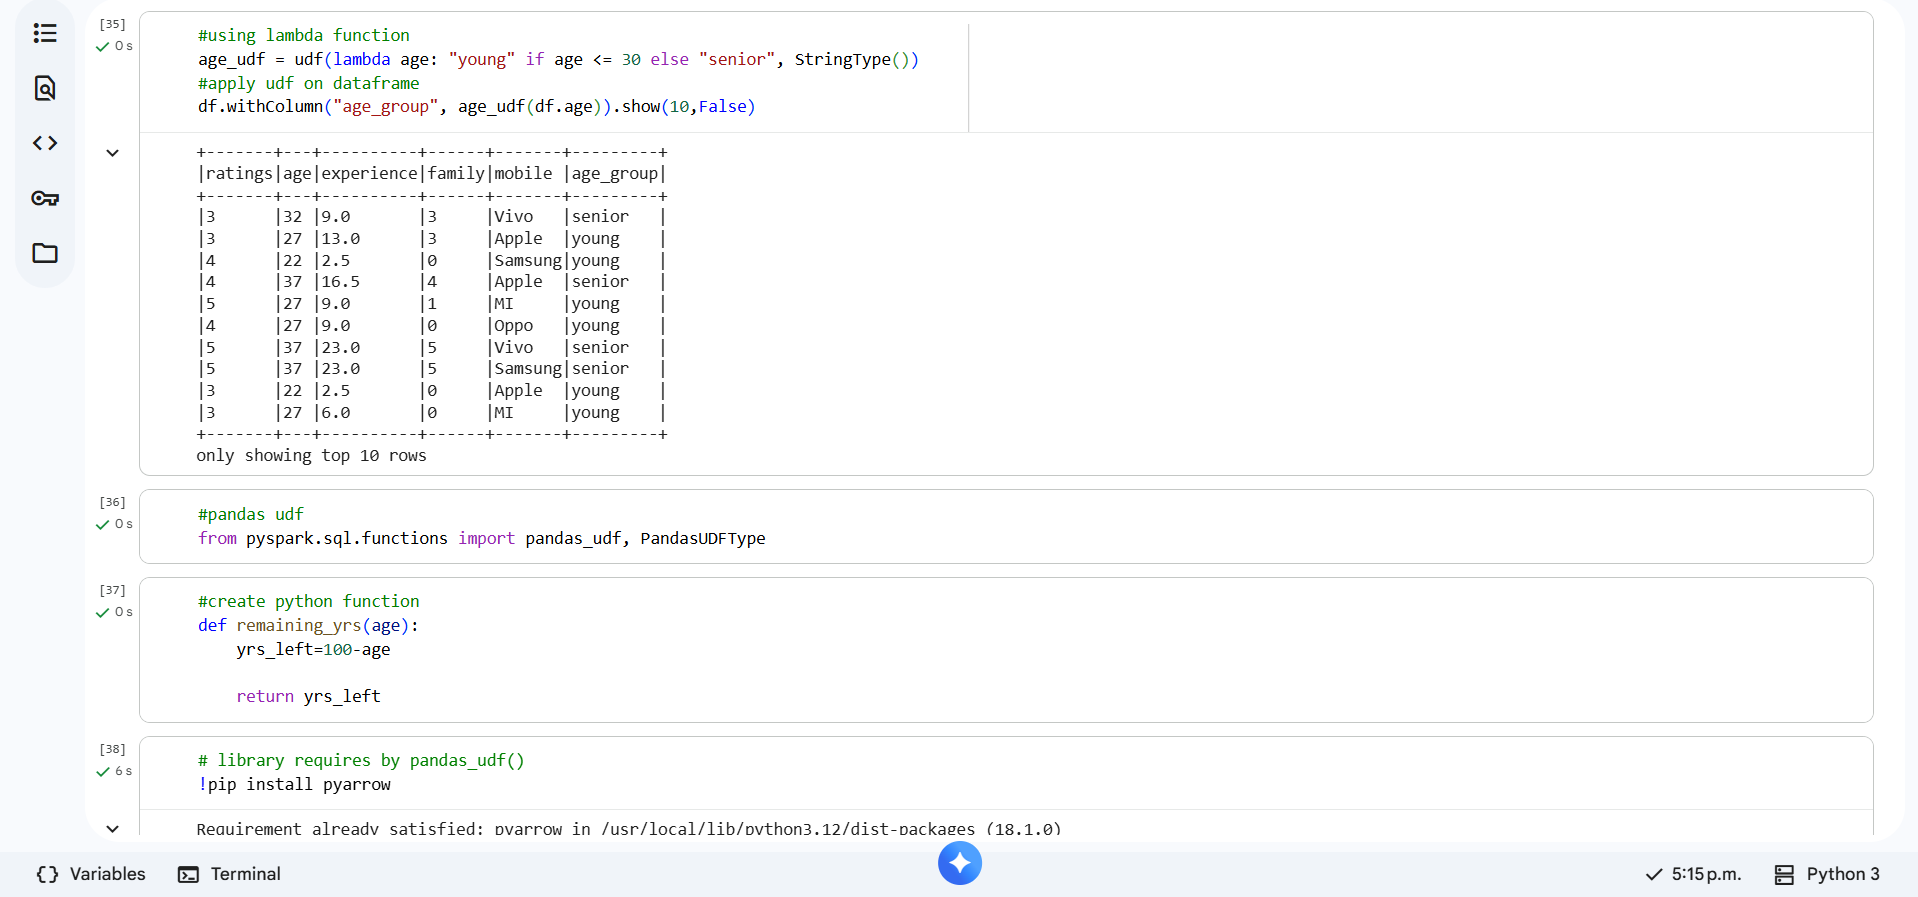 [35]
0 s
#using lambda function
age_udf = udf(lambda age: "young" if age <= 30 else "senior", StringType())
#apply udf on dataframe
df.withColumn("age_group", age_udf(df.age)).show(10,False)
+-------+---+----------+------+-------+---------+
|ratings|age|experience|family|mobile |age_group|
+-------+---+----------+------+-------+---------+
|3      |32 |9.0       |3     |Vivo   |senior   |
|3      |27 |13.0      |3     |Apple  |young    |
|4      |22 |2.5       |0     |Samsung|young    |
|4      |37 |16.5      |4     |Apple  |senior   |
|5      |27 |9.0       |1     |MI     |young    |
|4      |27 |9.0       |0     |Oppo   |young    |
|5      |37 |23.0      |5     |Vivo   |senior   |
|5      |37 |23.0      |5     |Samsung|senior   |
|3      |22 |2.5       |0     |Apple  |young    |
|3      |27 |6.0       |0     |MI     |young    |
+-------+---+----------+------+-------+---------+
only showing top 10 rows
[36]
0 s
#pandas udf
from pyspark.sql.functions import pandas_udf, PandasUDFType
[37]
0 s
#create python function
def remaining_yrs(age):
    yrs_left=100-age
    return yrs_left
[38]
6 s
# library requires by pandas_udf()
!pip install pyarrow
Requirement already satisfied: pyarrow in /usr/local/lib/python3.12/dist-packages (18.1.0)
Variables
Terminal
5:15 p.m.
Python 3